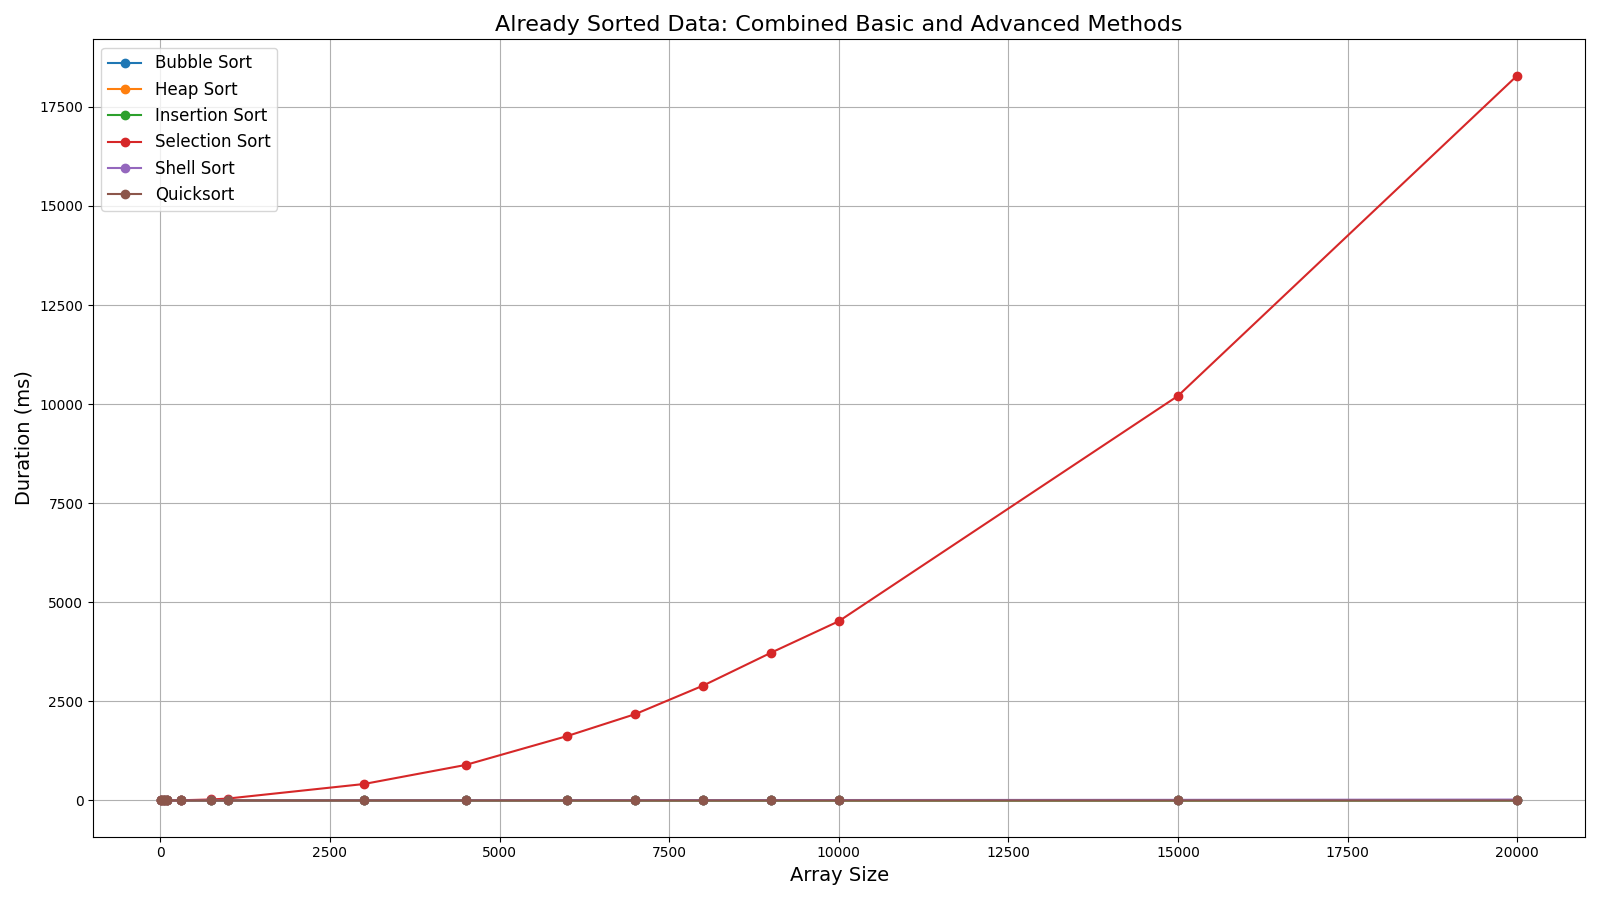 Already Sorted Data: Combined Basic and Advanced Methods
Bubble Sort
Heap Sort
Insertion Sort
Selection Sort
Shell Sort
Quicksort
17500
15000
12500
10000
7500
5000
2500
0
Duration (ms)
0 2500 5000 7500 10000 12500 15000 17500 20000
Array Size